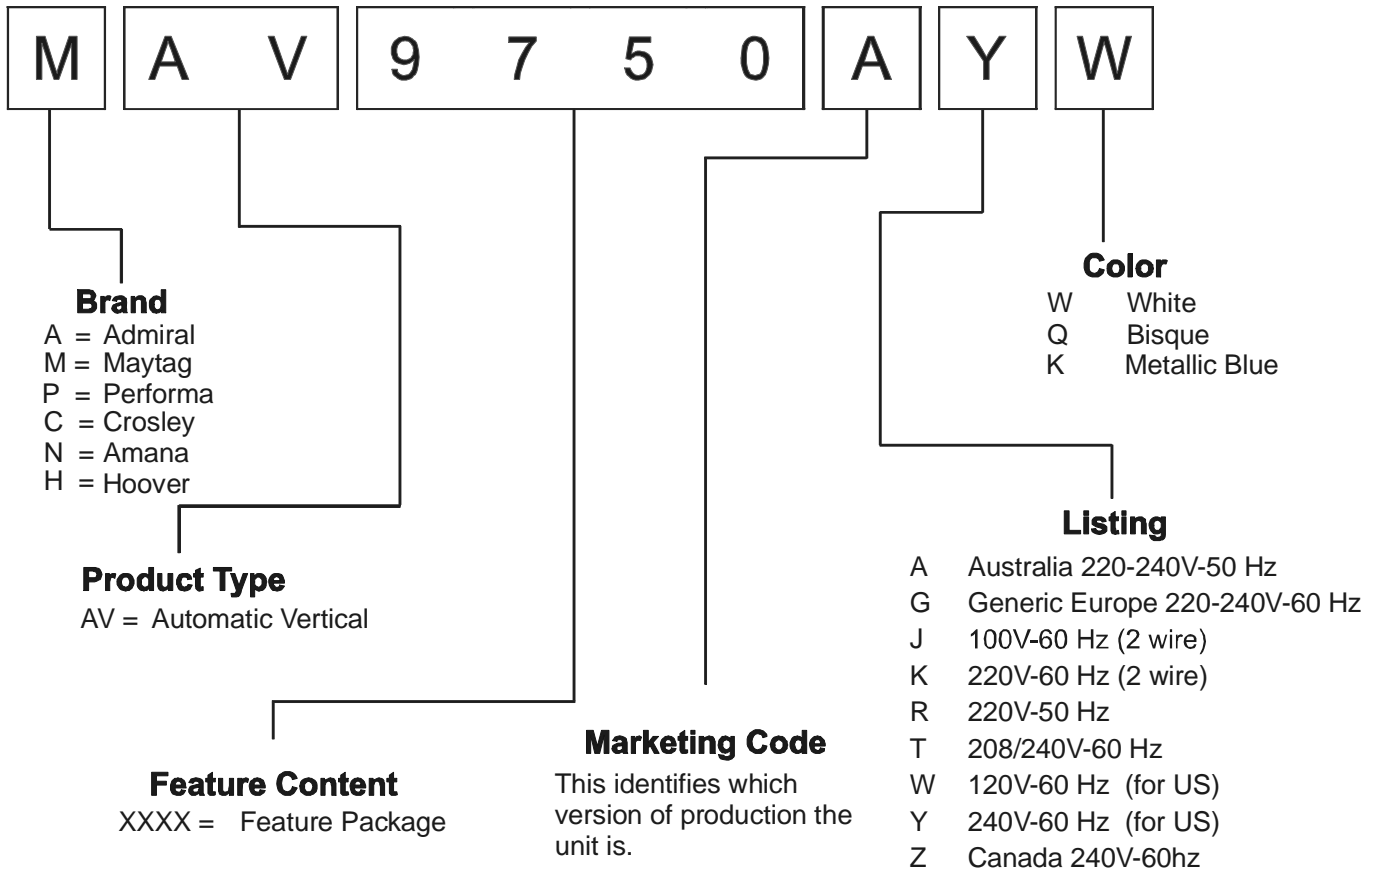 M A V 9 7 5 0 A Y W
Brand
A = Admiral
M = Maytag
P = Performa
C = Crosley
N = Amana
H = Hoover
Product Type
AV = Automatic Vertical
Feature Content
XXXX = Feature Package
Marketing Code
This identifies which
version of production the
unit is.
Color
W White
Q Bisque
K Metallic Blue
Listing
A Australia 220-240V-50 Hz
G Generic Europe 220-240V-60 Hz
J 100V-60 Hz (2 wire)
K 220V-60 Hz (2 wire)
R 220V-50 Hz
T 208/240V-60 Hz
W 120V-60 Hz (for US)
Y 240V-60 Hz (for US)
Z Canada 240V-60hz